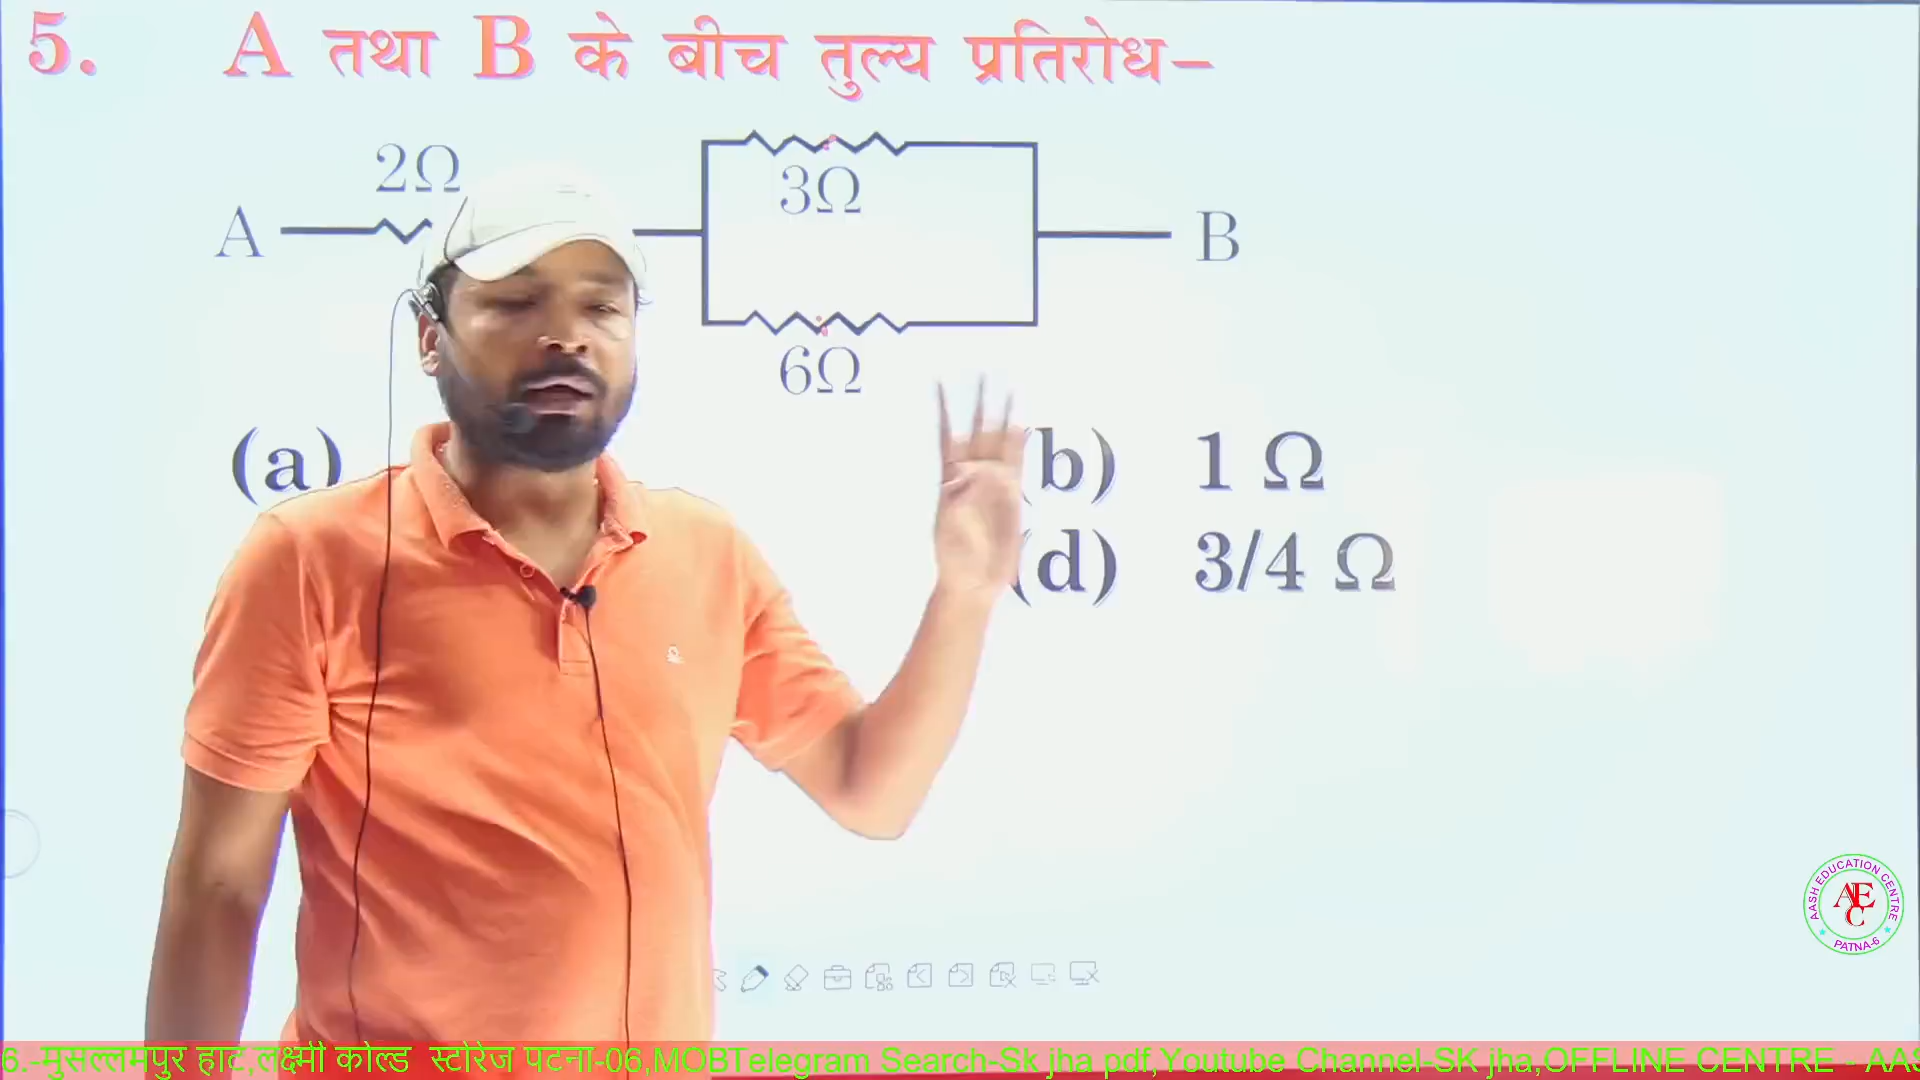 5. A तथा B के बीच तुल्य प्रतिरोध–
2Ω
3Ω
A
B
6Ω
(a)
(b) 1 Ω
(d) 3/4 Ω
AASH EDUCATION CENTRE
AEC
PATNA-6
6.-मुसल्लमपुर हाट,लक्ष्मी कोल्ड स्टोरेज पटना-06,MOBTelegram Search-Sk jha pdf,Youtube Channel-SK jha,OFFLINE CENTRE - AAS